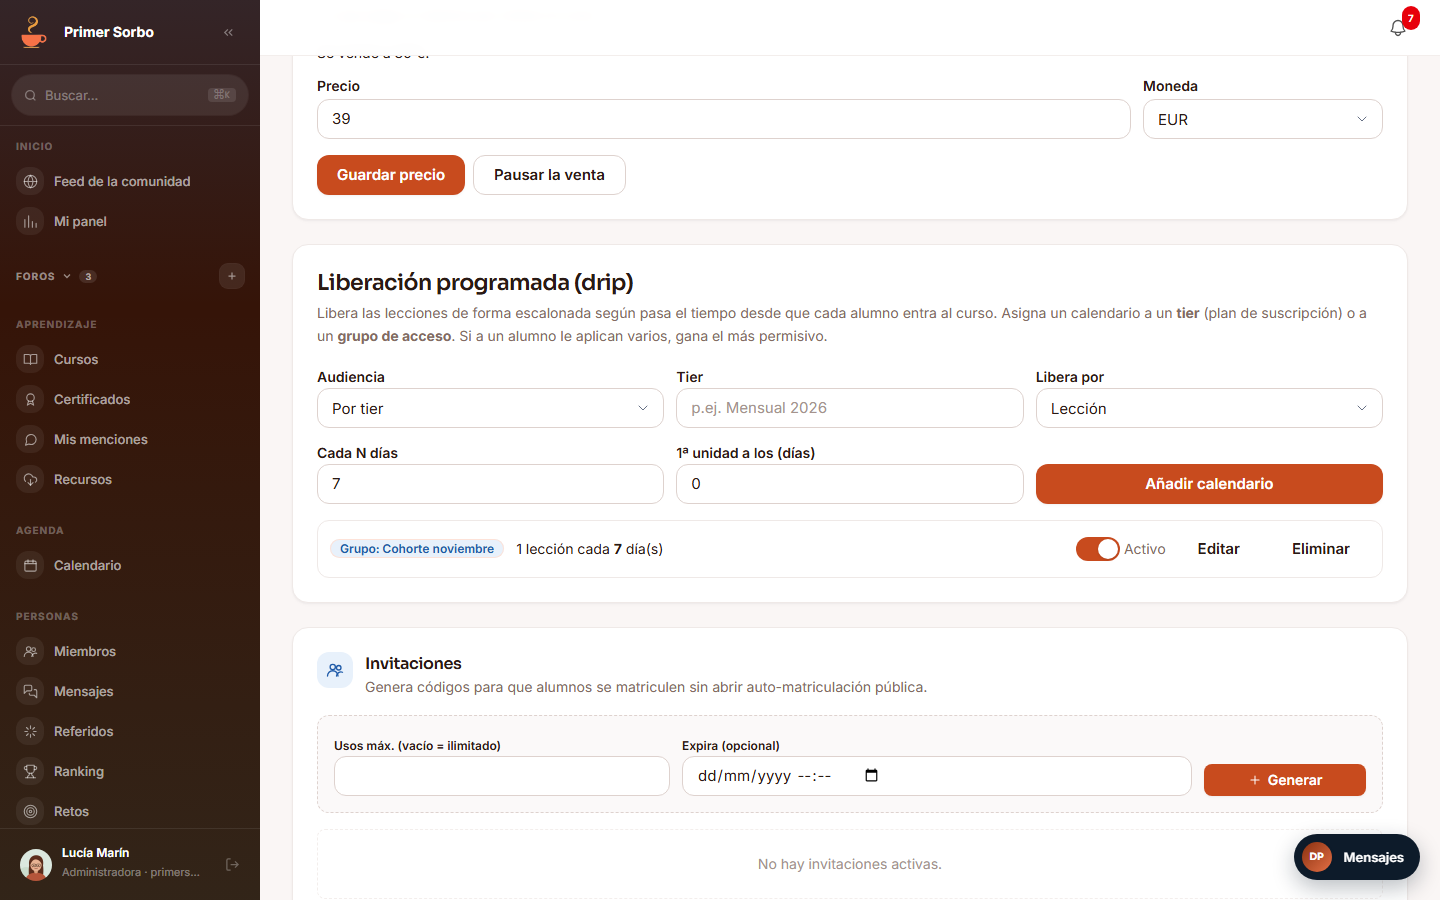 Primer Sorbo
7
Buscar...
⌘K
INICIO
Feed de la comunidad
Mi panel
FOROS
3
APRENDIZAJE
Cursos
Certificados
Mis menciones
Recursos
AGENDA
Calendario
PERSONAS
Miembros
Mensajes
Referidos
Ranking
Retos
Lucía Marín
Administradora · primers...
Precio
Moneda
39
EUR
Guardar precio
Pausar la venta
Liberación programada (drip)
Libera las lecciones de forma escalonada según pasa el tiempo desde que cada alumno entra al curso. Asigna un calendario a un tier (plan de suscripción) o a
un grupo de acceso. Si a un alumno le aplican varios, gana el más permisivo.
Audiencia
Tier
Libera por
Por tier
p.ej. Mensual 2026
Lección
Cada N días
1ª unidad a los (días)
7
0
Añadir calendario
Grupo: Cohorte noviembre
1 lección cada 7 día(s)
Activo
Editar
Eliminar
Invitaciones
Genera códigos para que alumnos se matriculen sin abrir auto-matriculación pública.
Usos máx. (vacío = ilimitado)
Expira (opcional)
dd/mm/yyyy --:--
+ Generar
No hay invitaciones activas.
DP
Mensajes